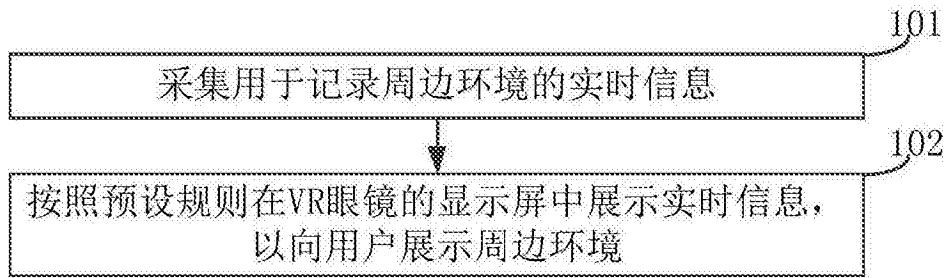 101
采集用于记录周边环境的实时信息
102
按照预设规则在VR眼镜的显示屏中展示实时信息，
以向用户展示周边环境